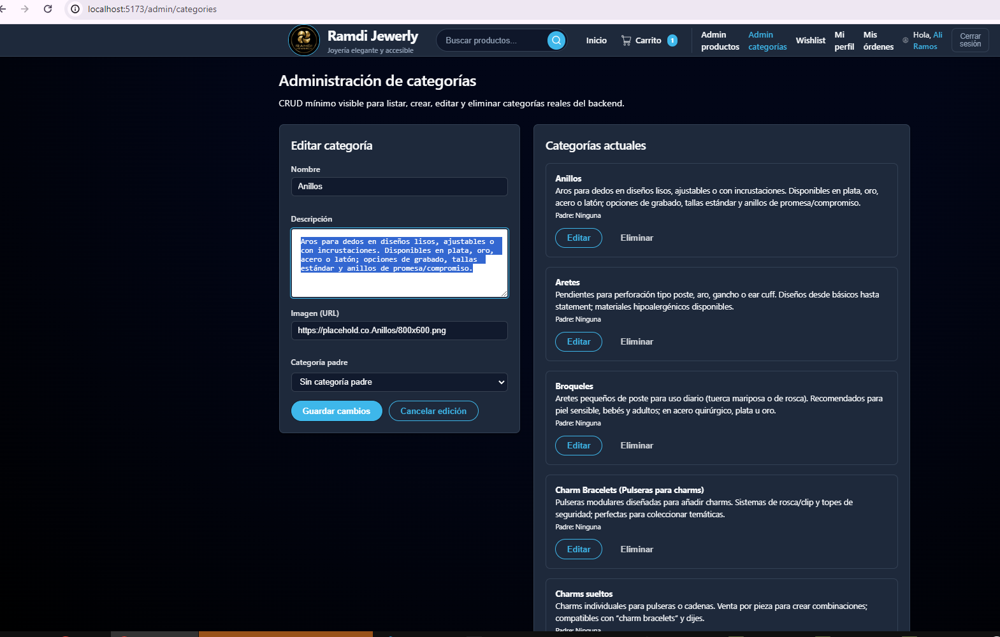 localhost:5173/admin/categories
RAMDI
Ramdi Jewerly
Joyería elegante y accesible
Buscar productos...
Inicio
Carrito 1
Admin
productos
Admin
categorías
Wishlist
Mi
perfil
Mis
órdenes
Hola, Ali
Ramos
Cerrar
sesión
Administración de categorías
CRUD mínimo visible para listar, crear, editar y eliminar categorías reales del backend.
Editar categoría
Nombre
Anillos
Descripción
Aros para dedos en diseños lisos, ajustables o
con incrustaciones. Disponibles en plata, oro,
acero o latón; opciones de grabado, tallas
estándar y anillos de promesa/compromiso.
Imagen (URL)
https://placehold.co.Anillos/800x600.png
Categoría padre
Sin categoría padre
Guardar cambios
Cancelar edición
Categorías actuales
Anillos
Aros para dedos en diseños lisos, ajustables o con incrustaciones. Disponibles en plata, oro,
acero o latón; opciones de grabado, tallas estándar y anillos de promesa/compromiso.
Padre: Ninguna
Editar
Eliminar
Aretes
Pendientes para perforación tipo poste, aro, gancho o ear cuff. Diseños desde básicos hasta
statement; materiales hipoalergénicos disponibles.
Padre: Ninguna
Editar
Eliminar
Broqueles
Aretes pequeños de poste para uso diario (tuerca mariposa o de rosca). Recomendados para
piel sensible, bebés y adultos; en acero quirúrgico, plata u oro.
Padre: Ninguna
Editar
Eliminar
Charm Bracelets (Pulseras para charms)
Pulseras modulares diseñadas para añadir charms. Sistemas de rosca/clip y topes de
seguridad; perfectas para coleccionar temáticas.
Padre: Ninguna
Editar
Eliminar
Charms sueltos
Charms individuales para pulseras o cadenas. Venta por pieza para crear combinaciones;
compatibles con “charm bracelets” y dijes.
Padre: Ninguna